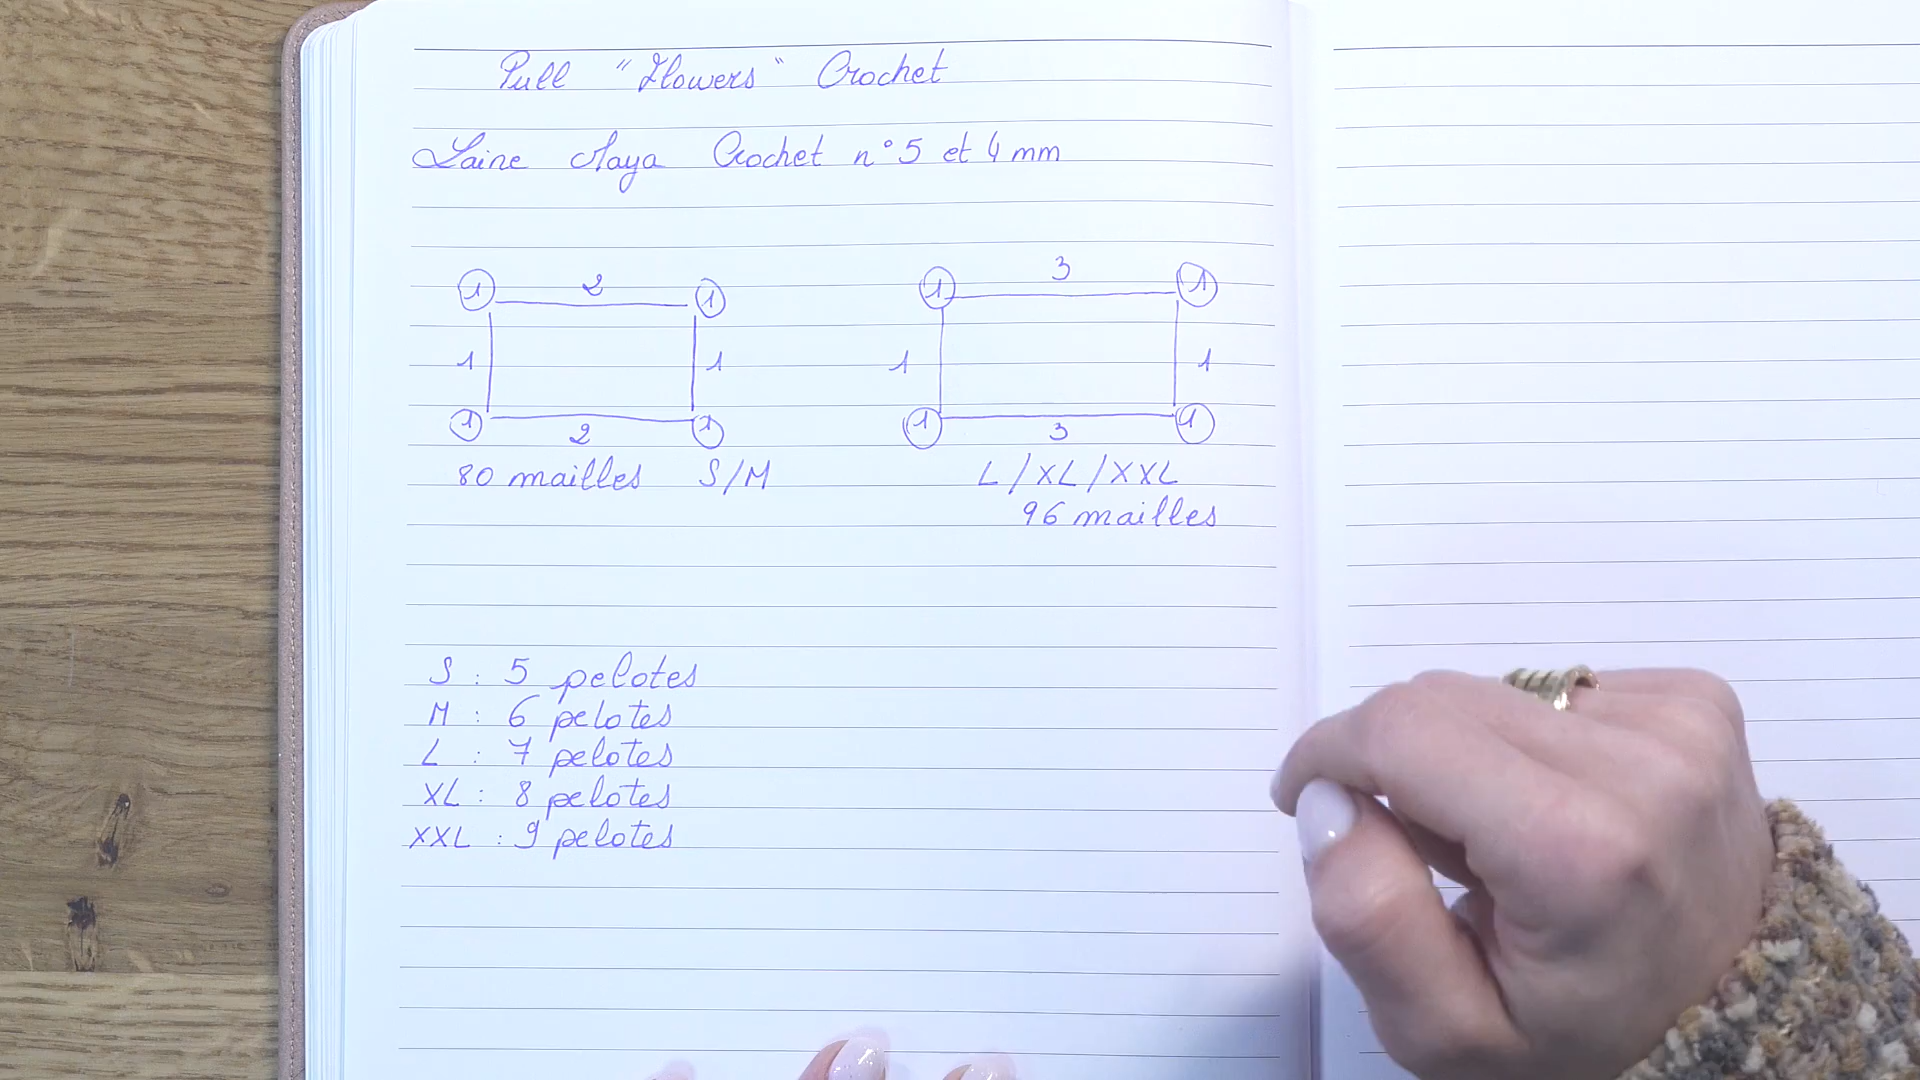 Pull "Flowers" Crochet
Laine Maya Crochet n°5 et 4 mm
1 2 1
1 1
1 2 1
80 mailles S/M
1 3 1
1 1
1 3 1
L/XL/XXL
96 mailles
S : 5 pelotes
M : 6 pelotes
L : 7 pelotes
XL : 8 pelotes
XXL : 9 pelotes